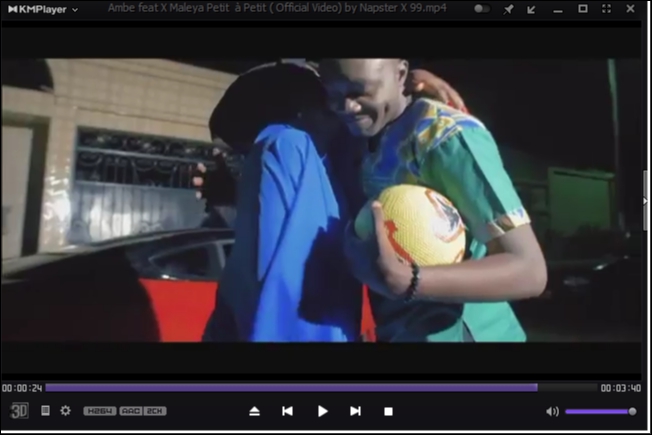 KMPlayer
Ambe feat X Maleya Petit à Petit ( Official Video) by Napster X 99.mp4
00:00:24
00:03:40
3D
H264
AAC
2CH